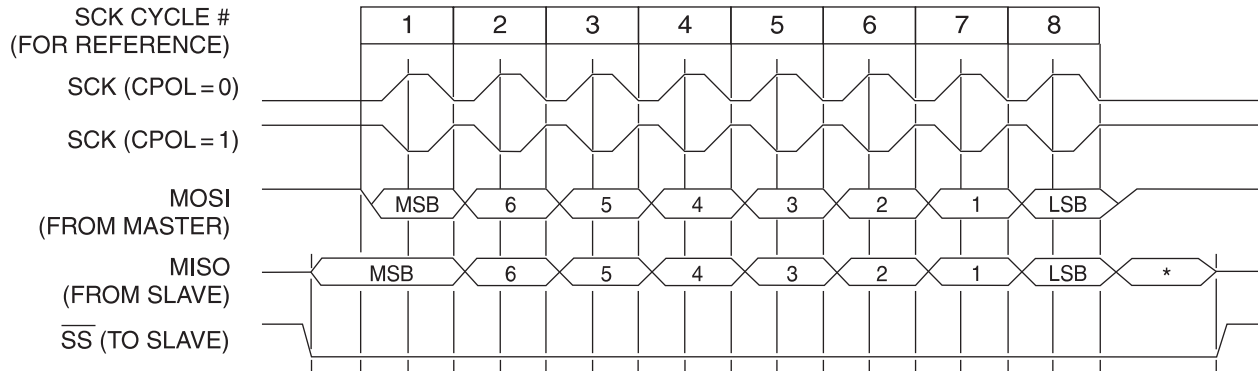 SCK CYCLE # 1 2 3 4 5 6 7 8
(FOR REFERENCE)
SCK (CPOL = 0)
SCK (CPOL = 1)
MOSI MSB 6 5 4 3 2 1 LSB
(FROM MASTER)
MISO MSB 6 5 4 3 2 1 LSB *
(FROM SLAVE)
SS (TO SLAVE)